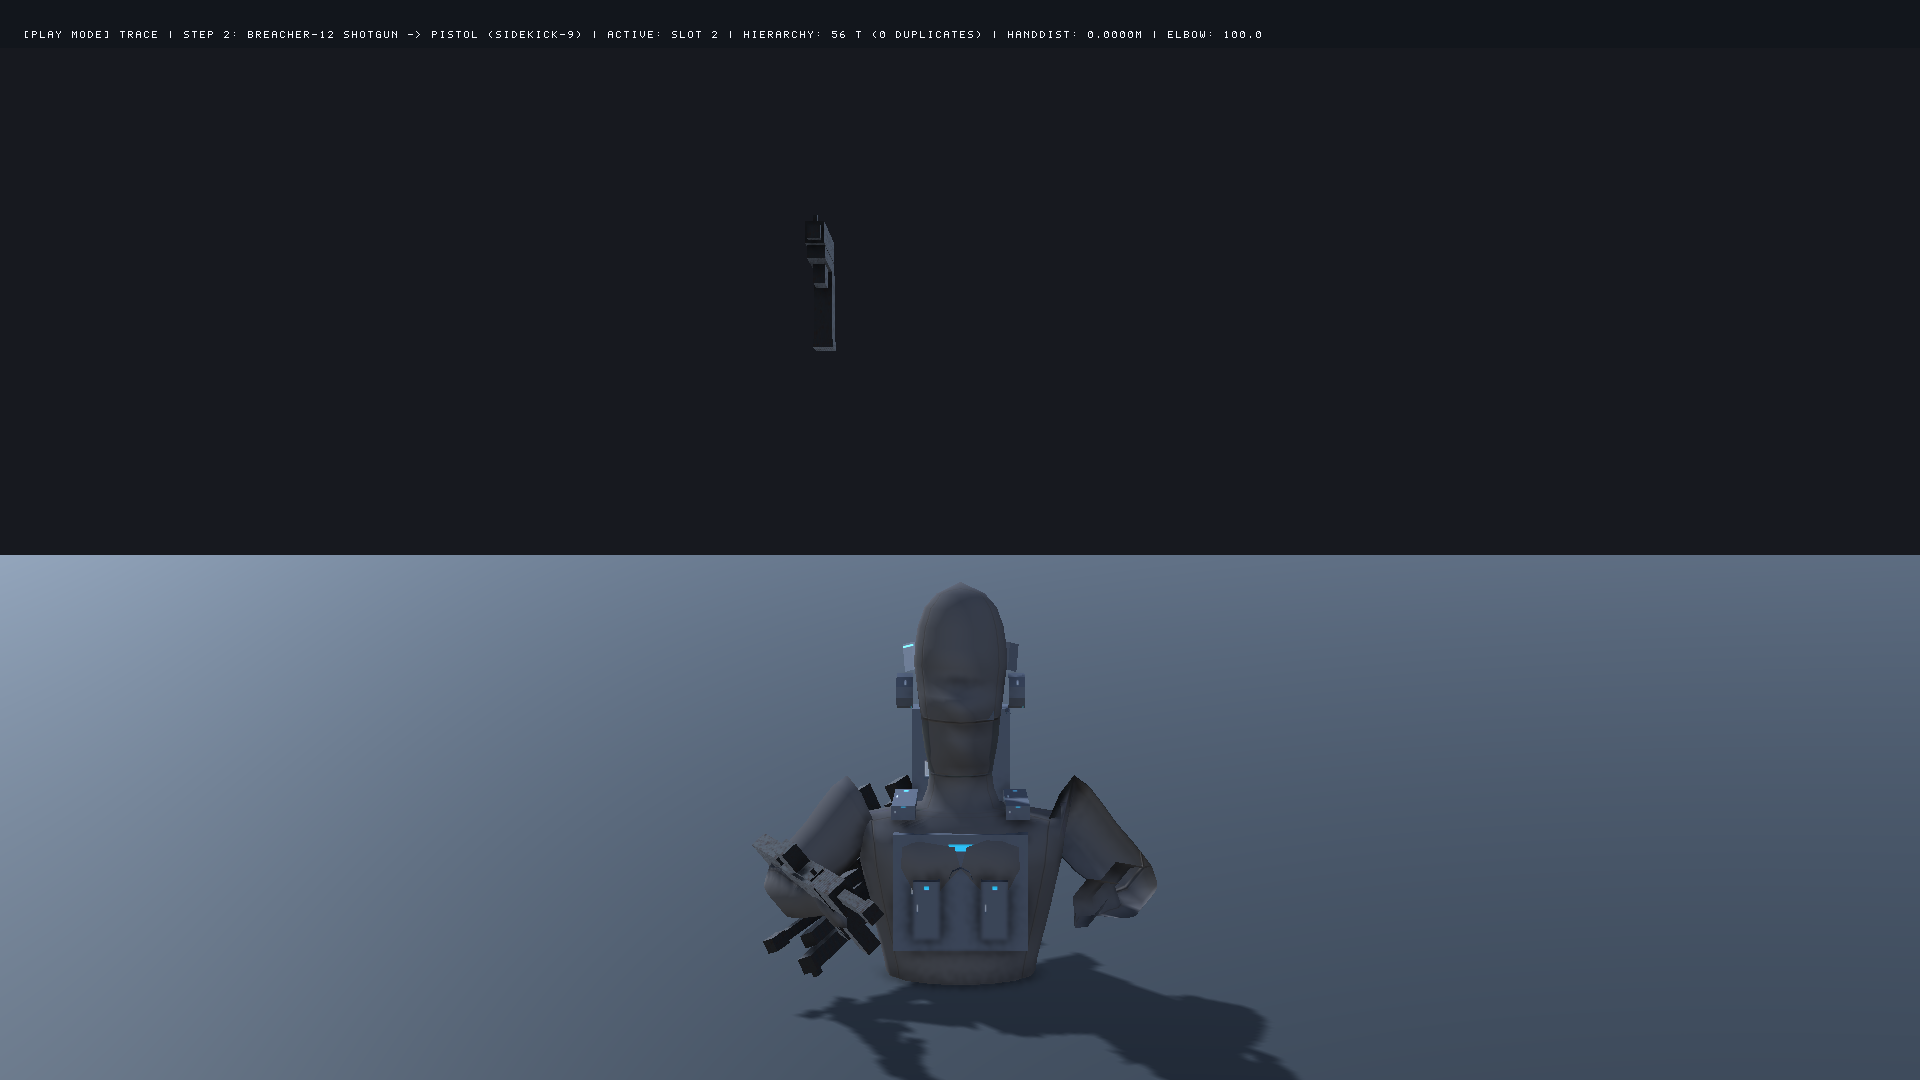 [PLAY MODE] TRACE | STEP 2: BREACHER-12 SHOTGUN -> PISTOL (SIDEKICK-9) | ACTIVE: SLOT 2 | HIERARCHY: 56 T (0 DUPLICATES) | HANDDIST: 0.0000M | ELBOW: 100.0